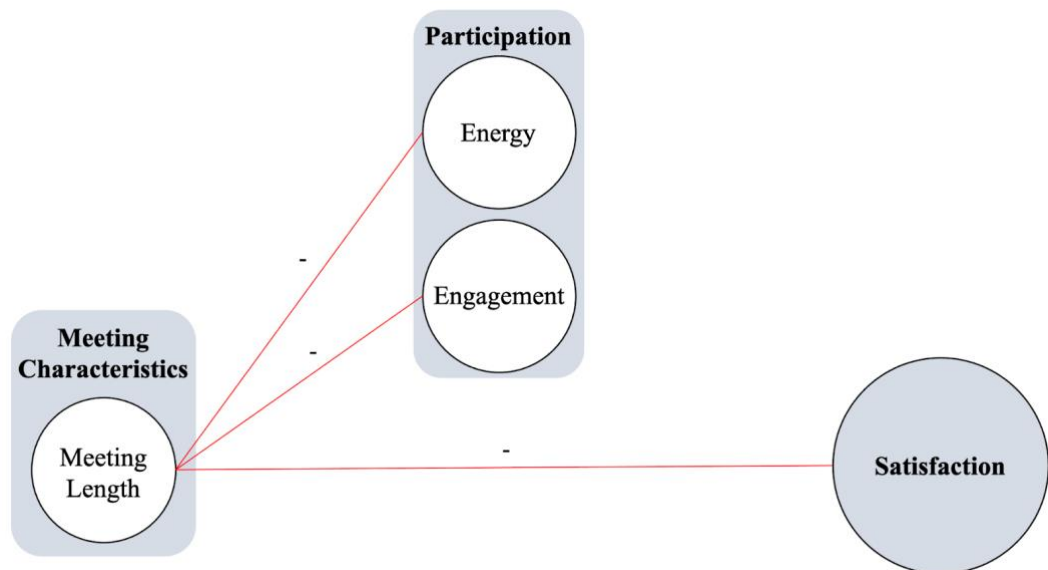 Participation
Energy
-
Engagement
-
Meeting
Characteristics
Meeting
Length
-
Satisfaction